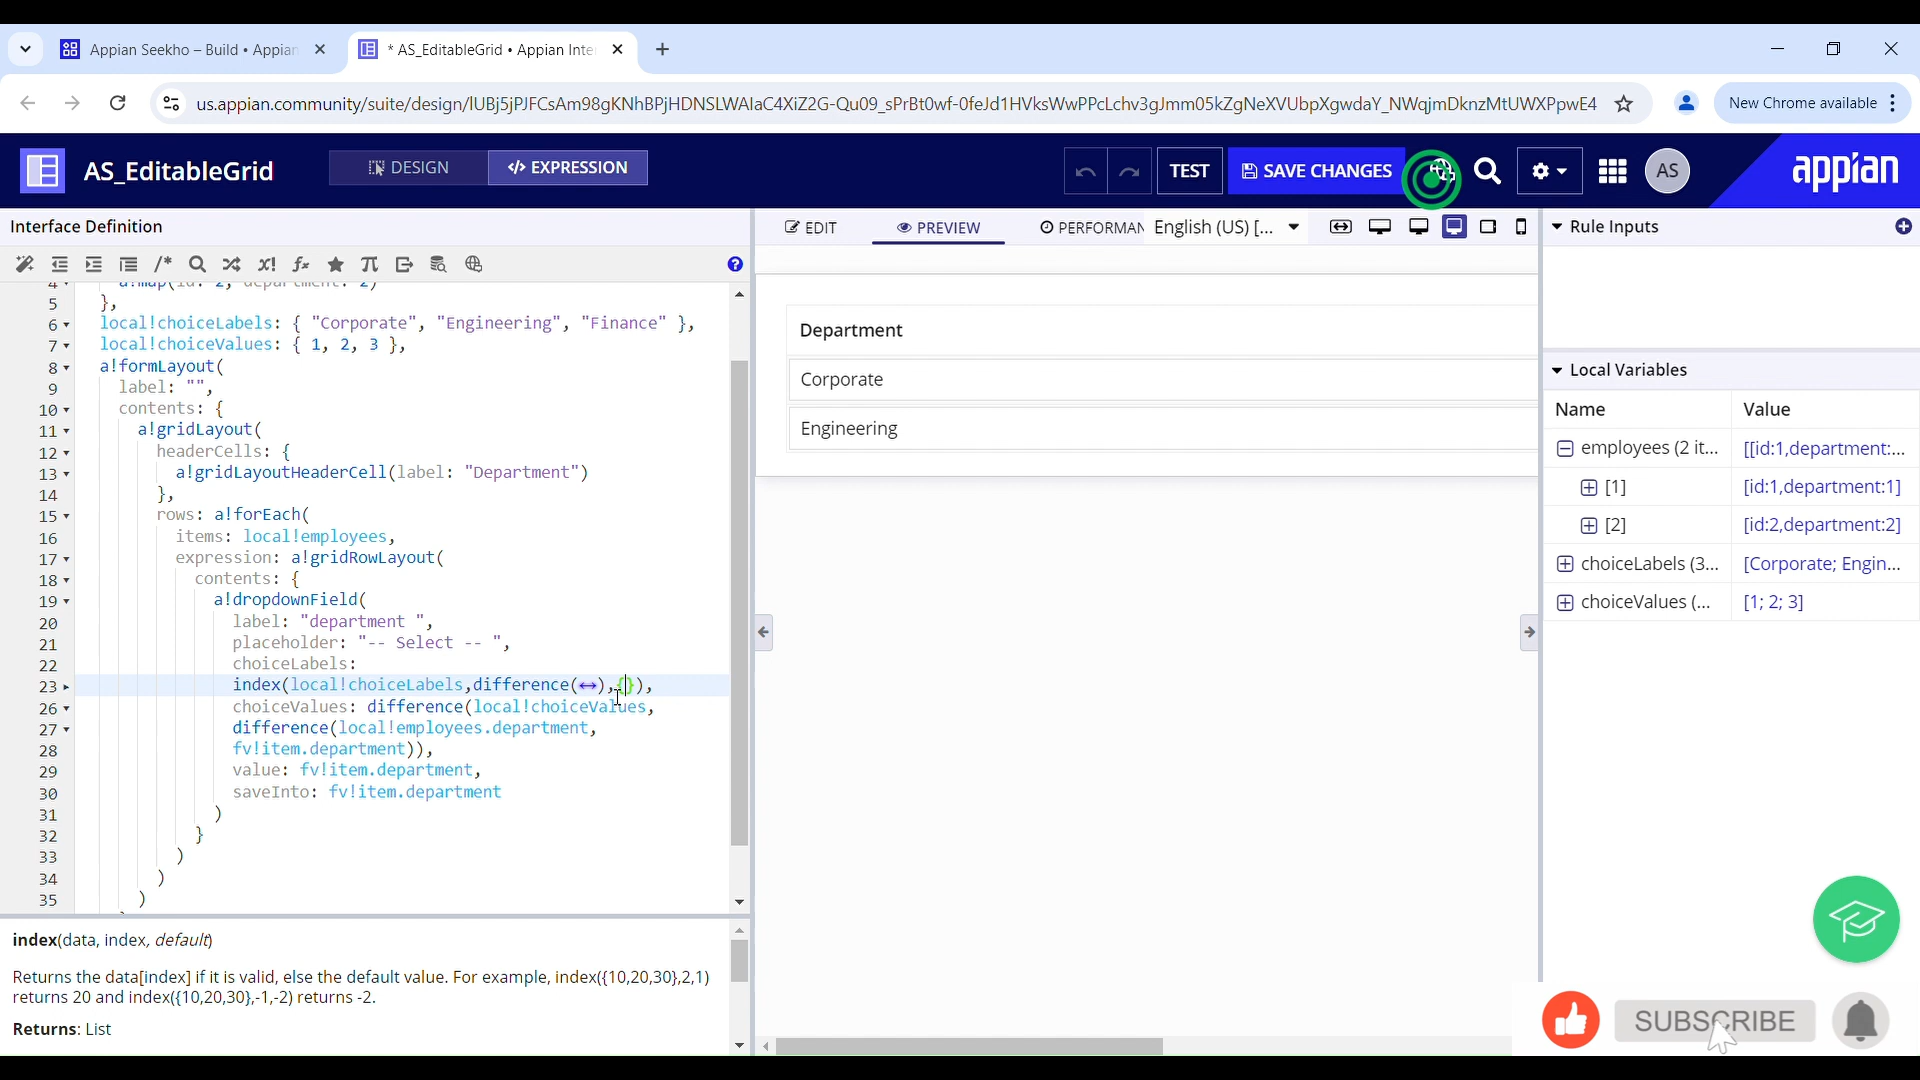 Appian Seekho – Build • Appian
* AS_EditableGrid • Appian Inte
us.appian.community/suite/design/lUBj5jPJFCsAm98gKNhBPjHDNSLWAIaC4XiZ2G-Qu09_sPrBt0wf-0feJd1HVksWwPPcLchv3gJmm05kZgNeXVUbpXgwdaY_NWqjmDknzMtUWXPpwE4
New Chrome available
AS_EditableGrid
DESIGN
</> EXPRESSION
TEST
SAVE CHANGES
AS
appian
Interface Definition
EDIT
PREVIEW
PERFORMAN
English (US) [...
Rule Inputs
4 a!map(id: 2, department: 2)
5 },
6 local!choiceLabels: { "Corporate", "Engineering", "Finance" },
7 local!choiceValues: { 1, 2, 3 },
8 a!formLayout(
9 label: "",
10 contents: {
11 a!gridLayout(
12 headerCells: {
13 a!gridLayoutHeaderCell(label: "Department")
14 },
15 rows: a!forEach(
16 items: local!employees,
17 expression: a!gridRowLayout(
18 contents: {
19 a!dropdownField(
20 label: "department ",
21 placeholder: "-- Select -- ",
22 choiceLabels:
23 index(local!choiceLabels,difference(↔),{}),
26 choiceValues: difference(local!choiceValues,
27 difference(local!employees.department,
28 fv!item.department)),
29 value: fv!item.department,
30 saveInto: fv!item.department
31 )
32 }
33 )
34 )
35 )
index(data, index, default)
Returns the data[index] if it is valid, else the default value. For example, index({10,20,30},2,1)
returns 20 and index({10,20,30},-1,-2) returns -2.
Returns: List
Department
Corporate
Engineering
Local Variables
Name Value
employees (2 it... [[id:1,department:...
[1] [id:1,department:1]
[2] [id:2,department:2]
choiceLabels (3... [Corporate; Engin...
choiceValues (... [1; 2; 3]
SUBSCRIBE